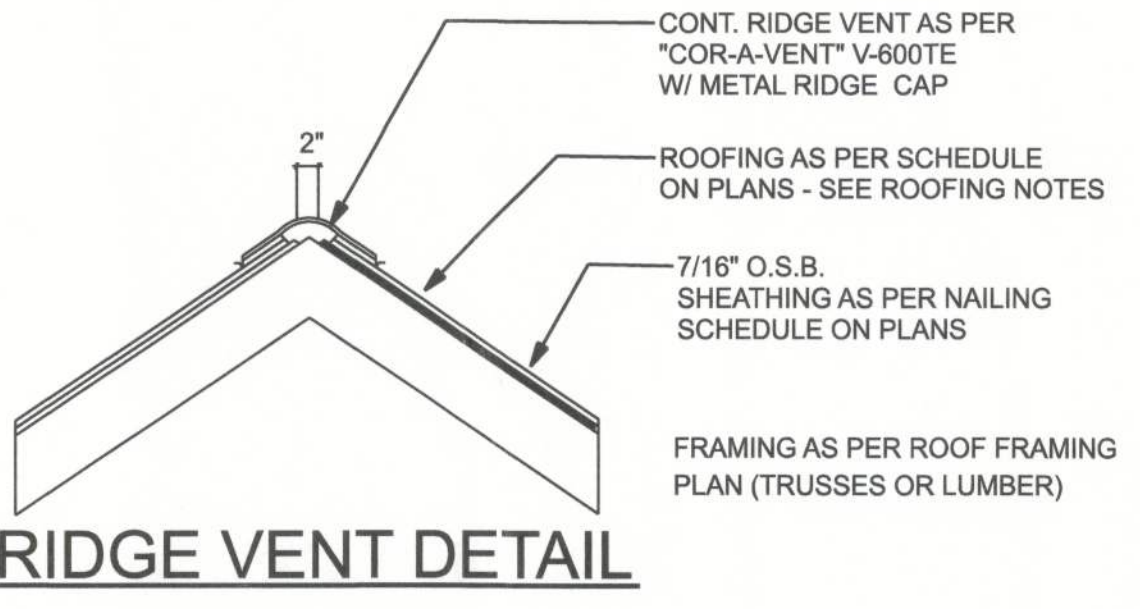 CONT. RIDGE VENT AS PER
"COR-A-VENT" V-600TE
W/ METAL RIDGE CAP
2"
ROOFING AS PER SCHEDULE
ON PLANS - SEE ROOFING NOTES
7/16" O.S.B.
SHEATHING AS PER NAILING
SCHEDULE ON PLANS
FRAMING AS PER ROOF FRAMING
PLAN (TRUSSES OR LUMBER)
RIDGE VENT DETAIL